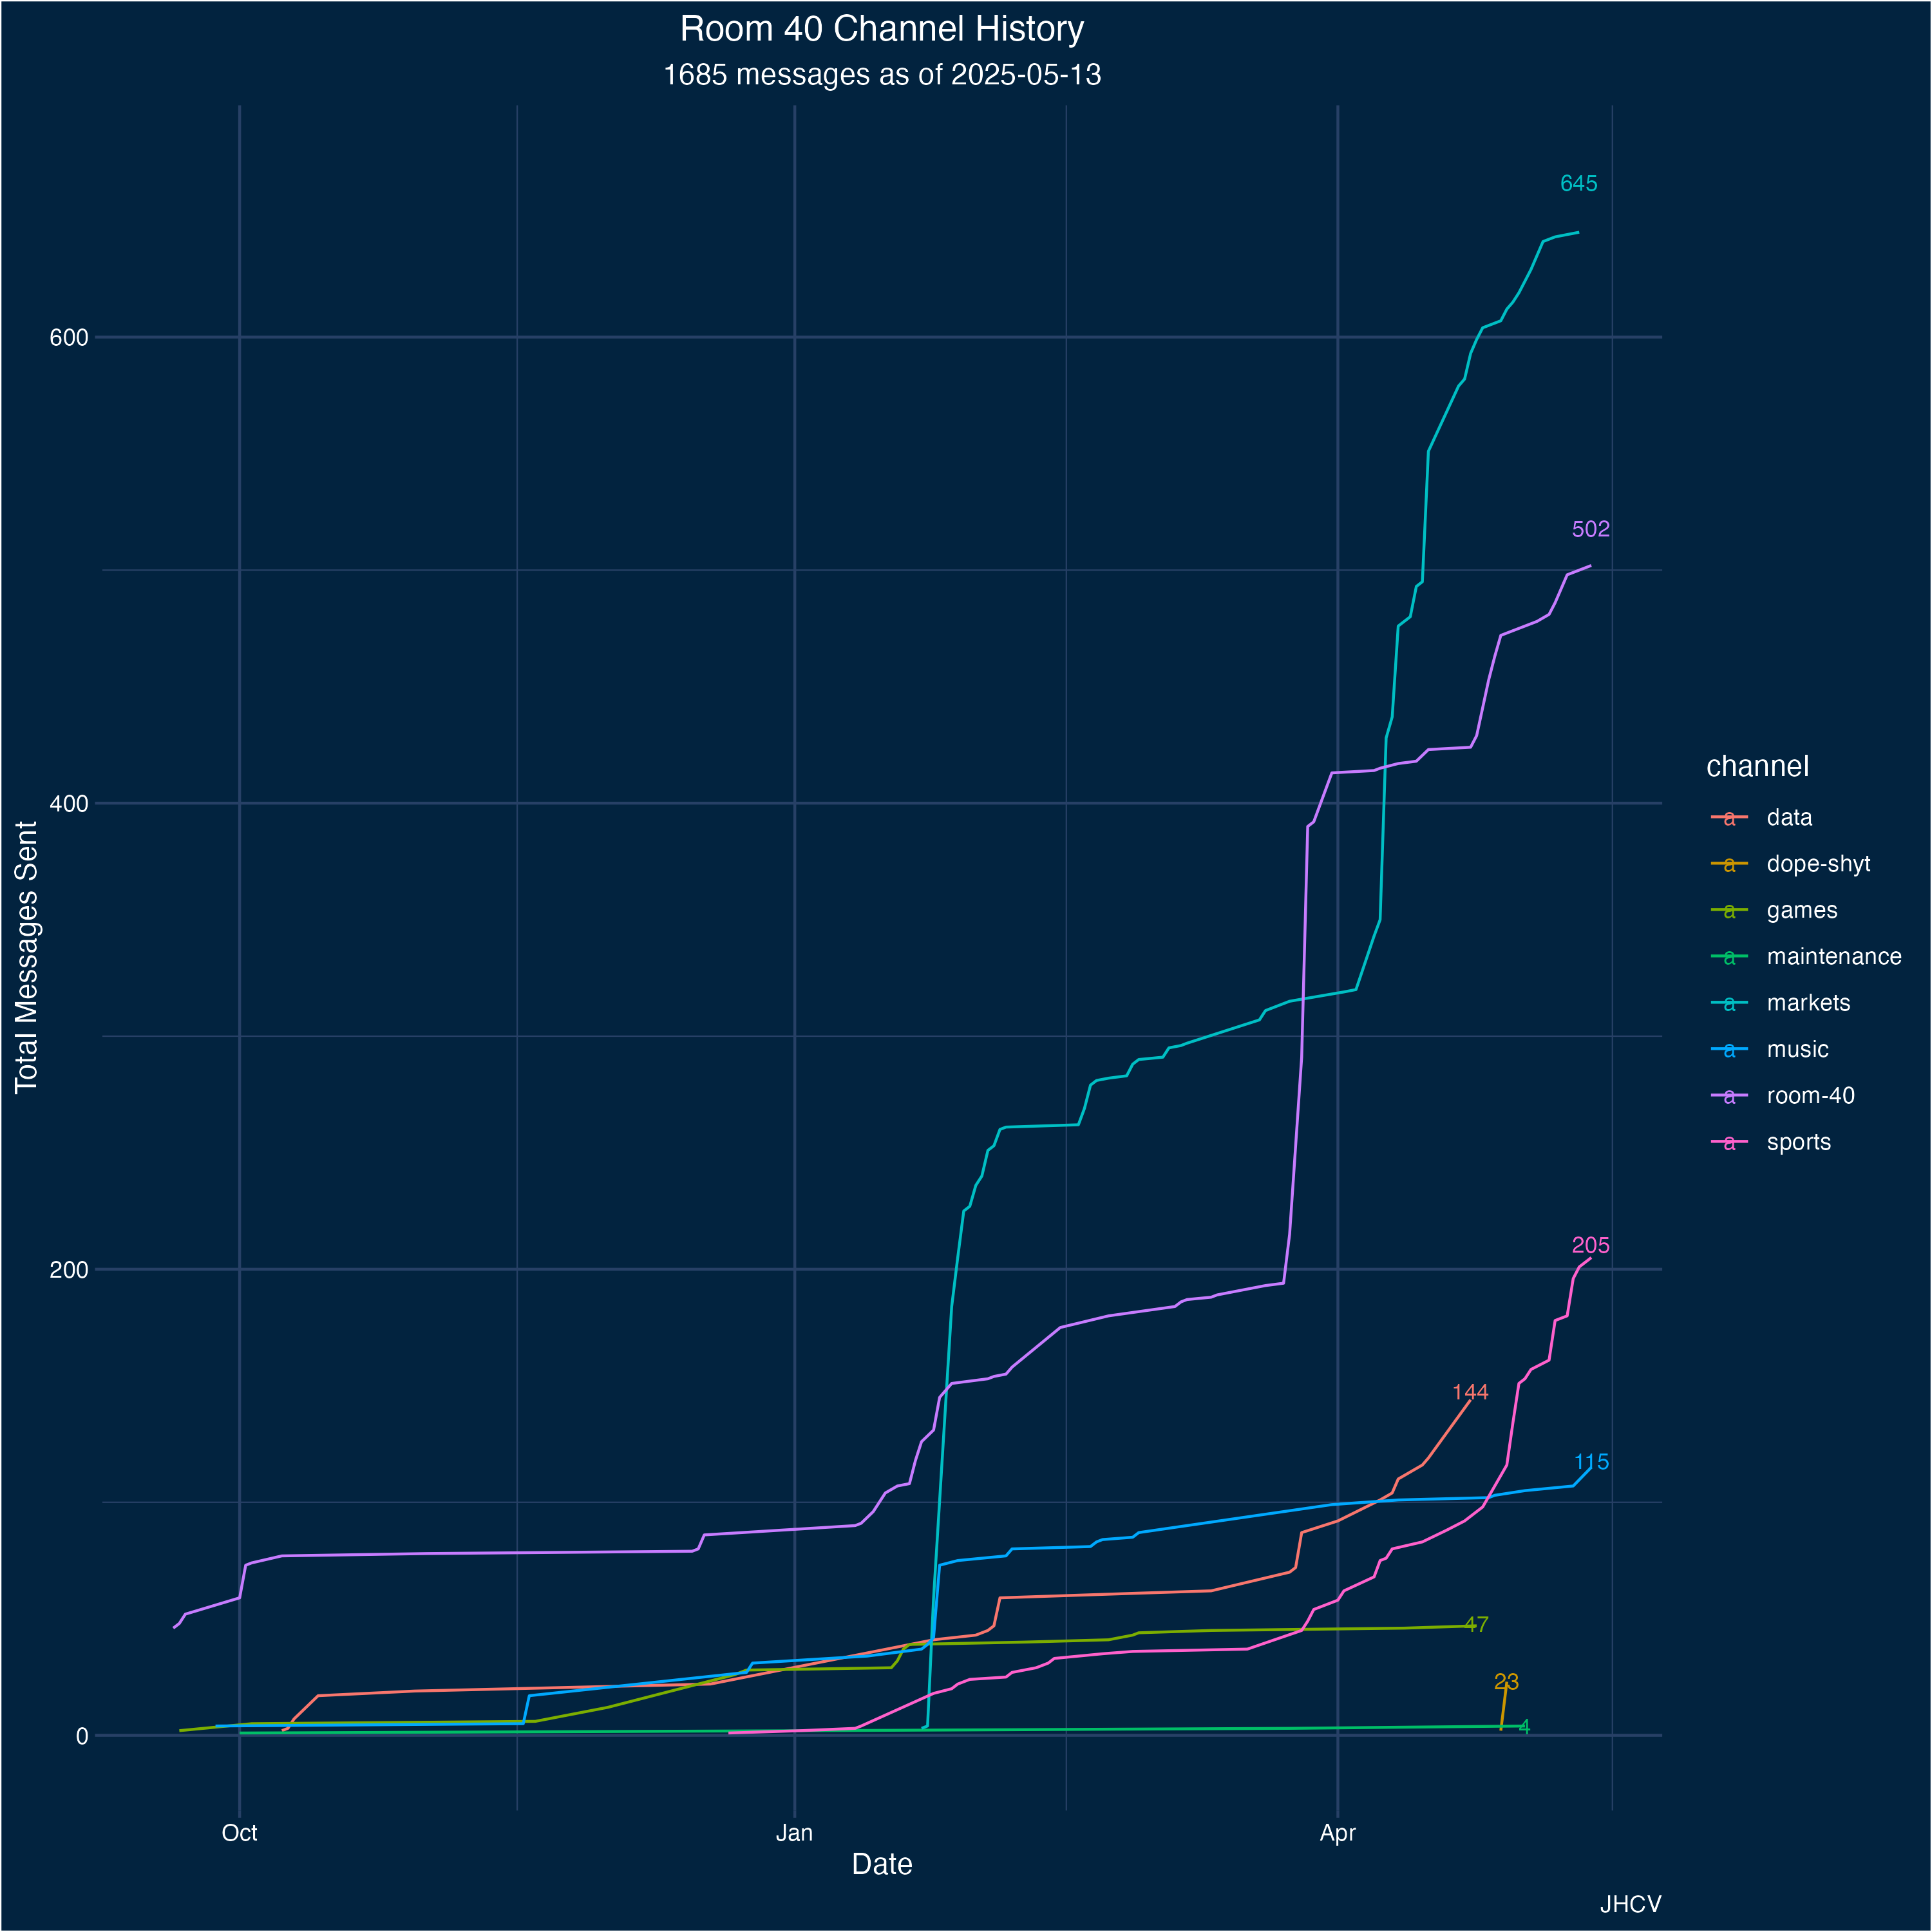 Room 40 Channel History
1685 messages as of 2025-05-13
645
600
502
Total Messages Sent
400
channel
a data
a dope-shyt
a games
a maintenance
a markets
a music
a room-40
a sports
205
200
144
115
47
23
4
0
Oct Jan Apr
Date
JHCV